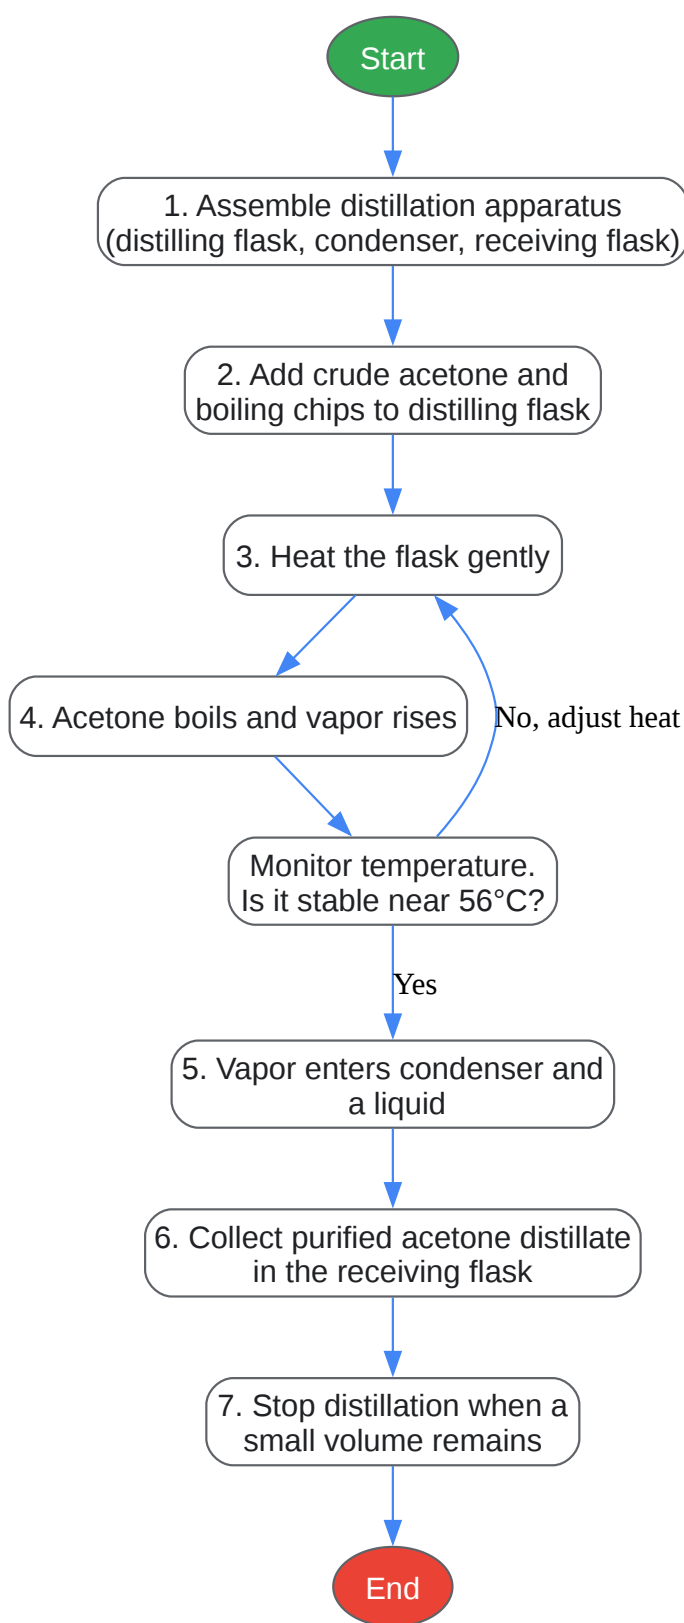 Start
1. Assemble distillation apparatus
(distilling flask, condenser, receiving flask)
2. Add crude acetone and
boiling chips to distilling flask
3. Heat the flask gently
4. Acetone boils and vapor rises
No, adjust heat
Monitor temperature.
Is it stable near 56°C?
Yes
5. Vapor enters condenser and
a liquid
6. Collect purified acetone distillate
in the receiving flask
7. Stop distillation when a
small volume remains
End